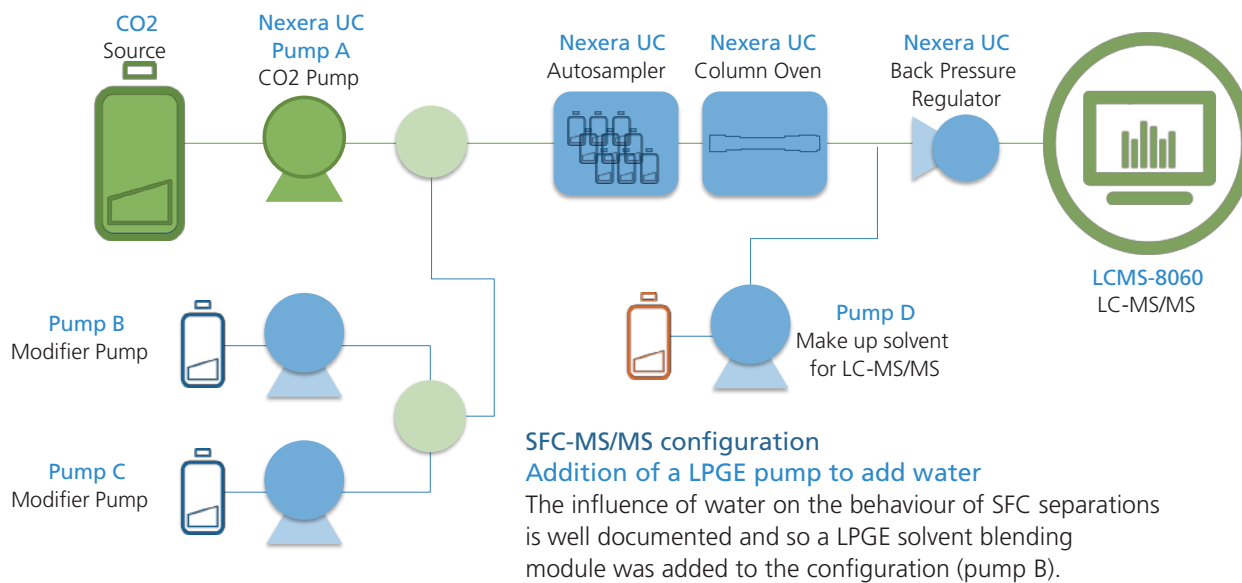 CO2
Source
Nexera UC
Pump A
CO2 Pump
Nexera UC
Autosampler
Nexera UC
Column Oven
Nexera UC
Back Pressure
Regulator
LCMS-8060
LC-MS/MS
Pump B
Modifier Pump
Pump D
Make up solvent
for LC-MS/MS
Pump C
Modifier Pump
SFC-MS/MS configuration
Addition of a LPGE pump to add water
The influence of water on the behaviour of SFC separations
is well documented and so a LPGE solvent blending
module was added to the configuration (pump B).